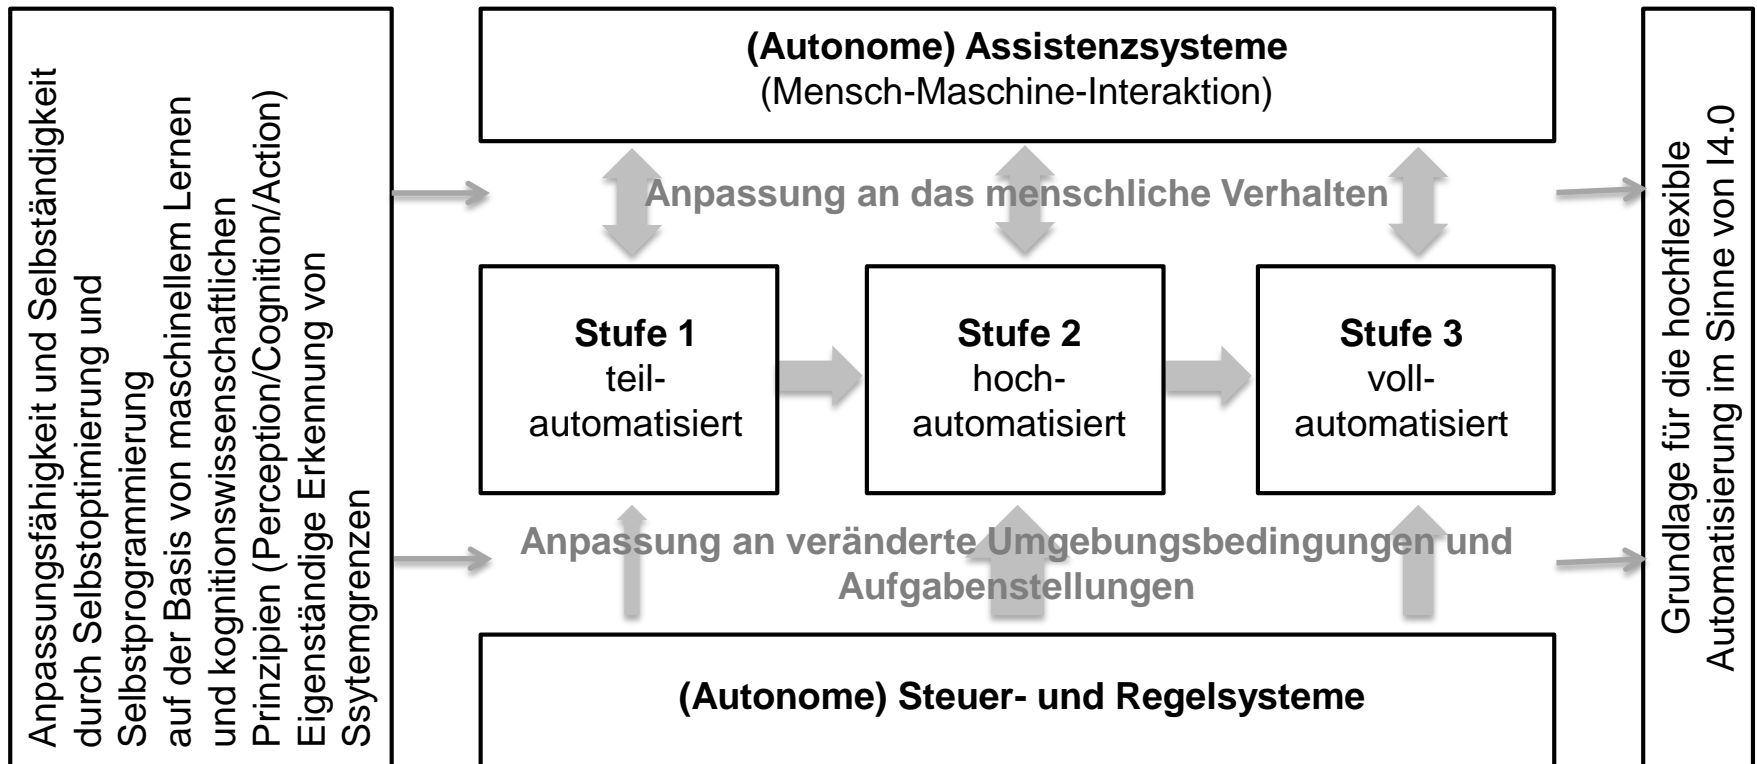 Anpassungsfähigkeit und Selbständigkeit
durch Selbstoptimierung und
Selbstprogrammierung
auf der Basis von maschinellem Lernen
und kognitionswissenschaftlichen
Prinzipien (Perception/Cognition/Action)
Eigenständige Erkennung von
Ssytemgrenzen
(Autonome) Assistenzsysteme
(Mensch-Maschine-Interaktion)
Anpassung an das menschliche Verhalten
Stufe 1
teil-
automatisiert
Stufe 2
hoch-
automatisiert
Stufe 3
voll-
automatisiert
Anpassung an veränderte Umgebungsbedingungen und
Aufgabenstellungen
(Autonome) Steuer- und Regelsysteme
Grundlage für die hochflexible
Automatisierung im Sinne von I4.0